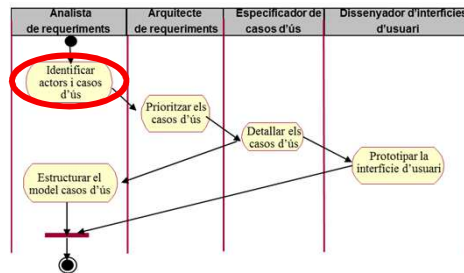 Analista
de requeriments
Arquitecte
de requeriments
Especificador de
casos d'ús
Dissenyador d'interfícies
d'usuari
Identificar
actors i casos
d'ús
Prioritzar els
casos d'ús
Detallar els
casos d'ús
Prototipar la
interfície d'usuari
Estructurar el
model casos d'ús